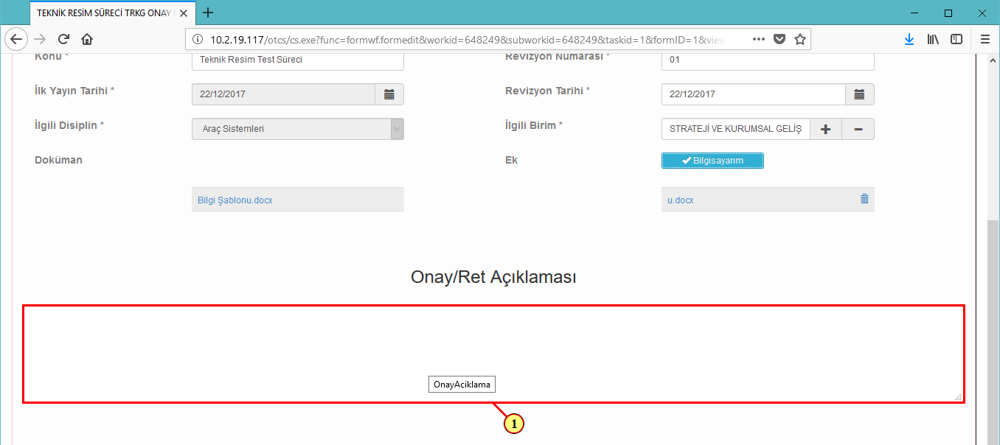 TEKNİK RESİM SÜRECİ TRKG ONAY
10.2.19.117/otcs/cs.exe?func=formwf.formedit&workid=648249&subworkid=648249&taskid=1&formID=1&view
Konu * Teknik Resim Test Süreci Revizyon Numarası * 01
İlk Yayın Tarihi * 22/12/2017 Revizyon Tarihi * 22/12/2017
İlgili Disiplin * Araç Sistemleri İlgili Birim * STRATEJİ VE KURUMSAL GELİŞ
Doküman Ek Bilgisayarım
Bilgi Şablonu.docx u.docx
Onay/Ret Açıklaması
OnayAciklama
1